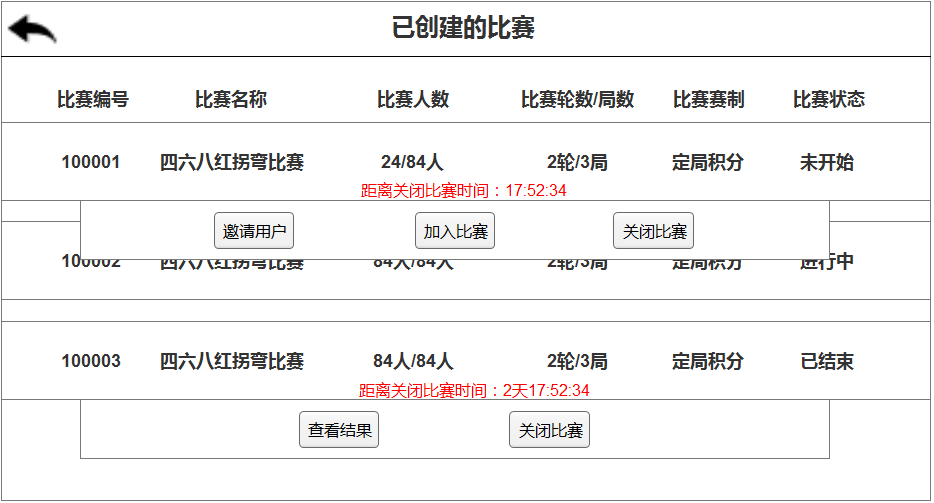 已创建的比赛
比赛编号 比赛名称 比赛人数 比赛轮数/局数 比赛赛制 比赛状态
100001 四六八红拐弯比赛 24/84人 2轮/3局 定局积分 未开始
距离关闭比赛时间：17:52:34
邀请用户 加入比赛 关闭比赛
100002 四六八红拐弯比赛 84人/84人 2轮/3局 定局积分 进行中
100003 四六八红拐弯比赛 84人/84人 2轮/3局 定局积分 已结束
距离关闭比赛时间：2天17:52:34
查看结果 关闭比赛